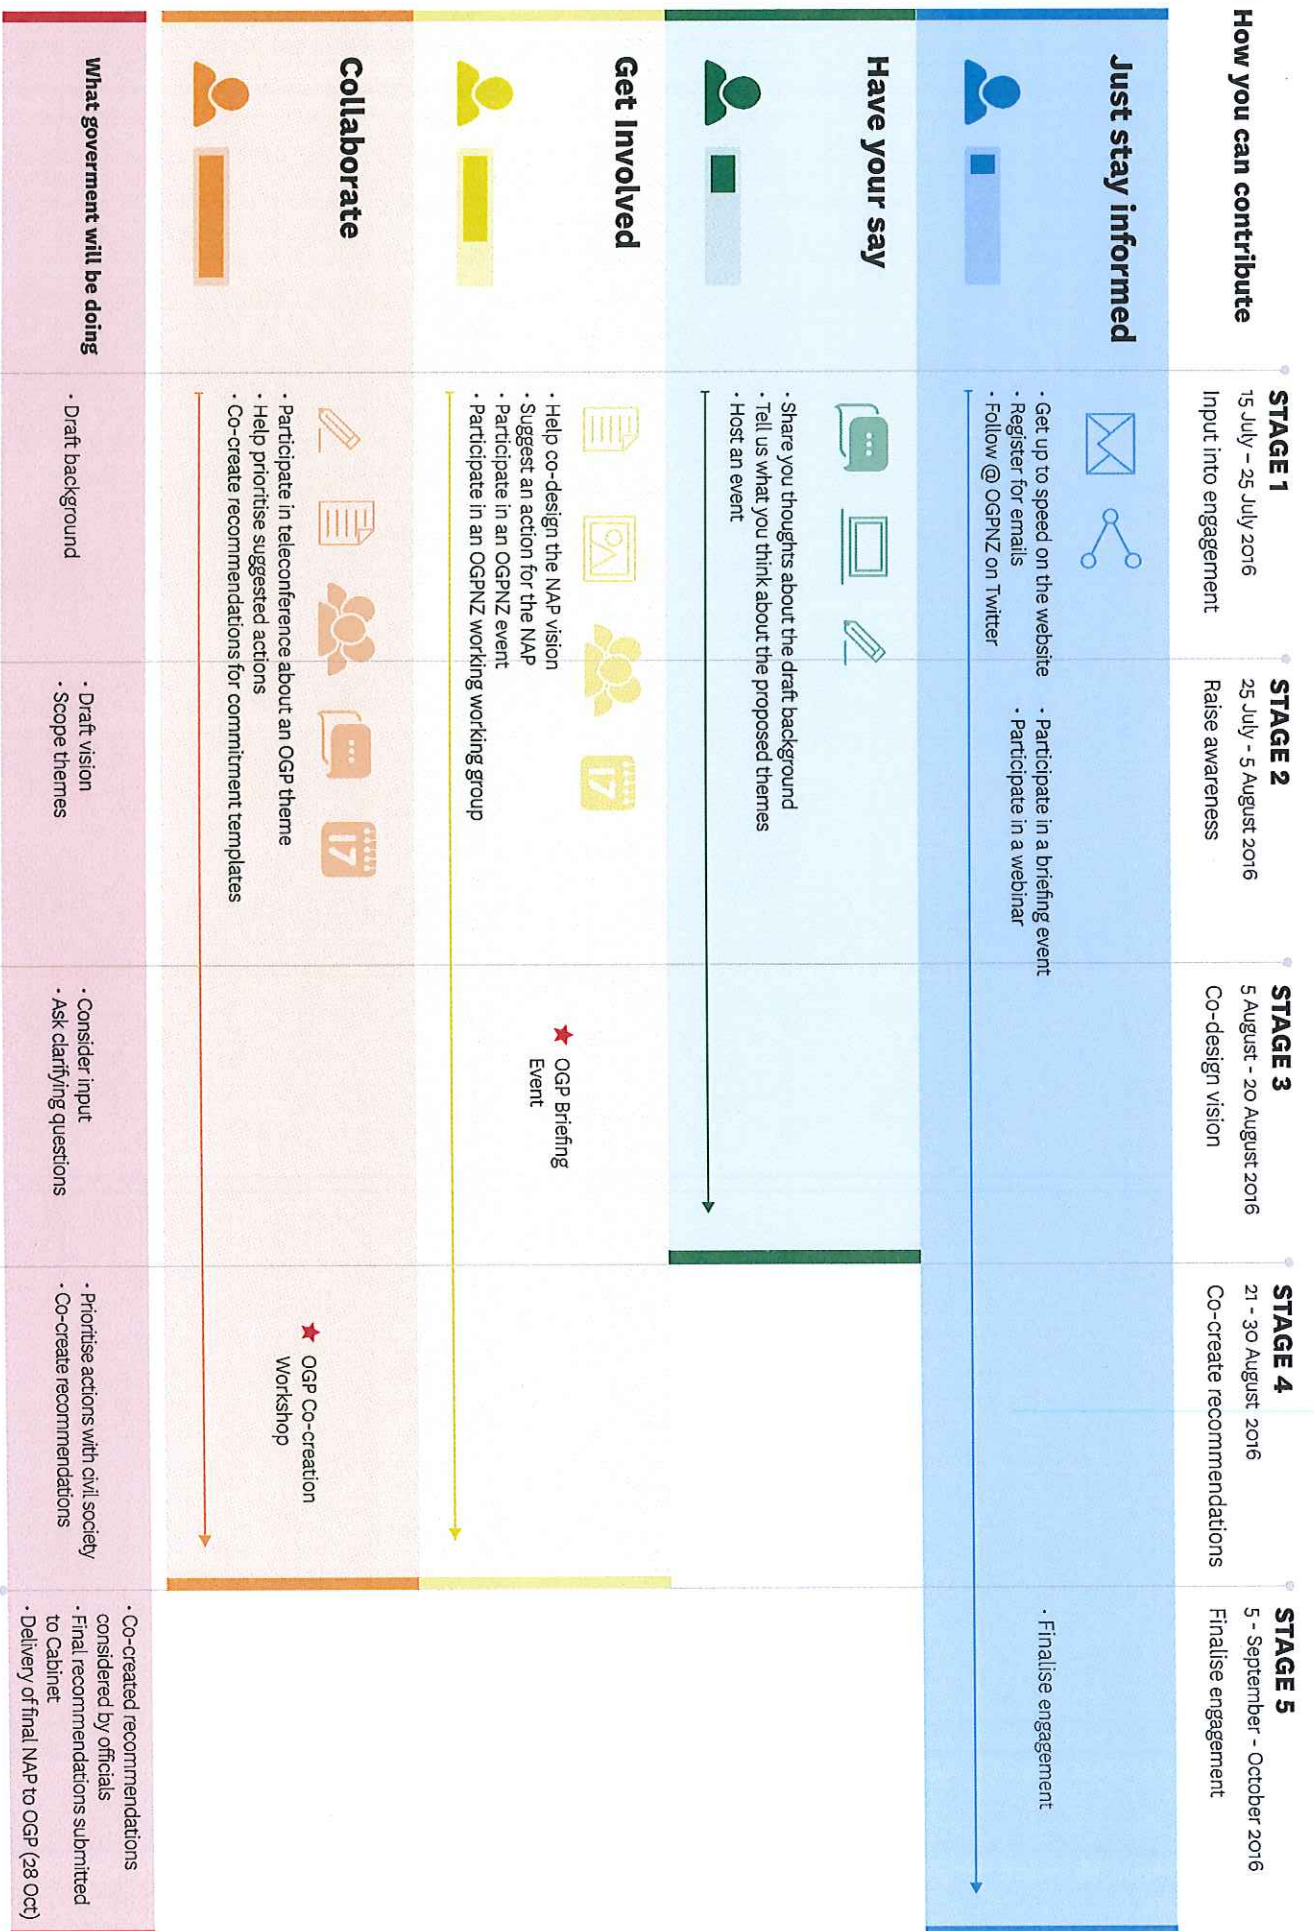 How you can contribute
STAGE 1
15 July – 25 July 2016
Input into engagement
STAGE 2
25 July - 5 August 2016
Raise awareness
STAGE 3
5 August - 20 August 2016
Co-design vision
STAGE 4
21 - 30 August 2016
Co-create recommendations
STAGE 5
5 - September - October 2016
Finalise engagement
Just stay informed
· Get up to speed on the website
· Register for emails
· Follow @ OGPNZ on Twitter
· Participate in a briefing event
· Participate in a webinar
· Finalise engagement
Have your say
· Share you thoughts about the draft background
· Tell us what you think about the proposed themes
· Host an event
Get Involved
17
· Help co-design the NAP vision
· Suggest an action for the NAP
· Participate in an OGPNZ event
· Participate in an OGPNZ working working group
OGP Briefing
Event
Collaborate
17
· Participate in teleconference about an OGP theme
· Help prioritise suggested actions
· Co-create recommendations for commitment templates
OGP Co-creation
Workshop
What goverment will be doing
· Draft background
· Draft vision
· Scope themes
· Consider input
· Ask clarifying questions
· Prioritise actions with civil society
· Co-create recommendations
· Co-created recommendations
considered by officials
· Final recommendations submitted
to Cabinet
· Delivery of final NAP to OGP (28 Oct)